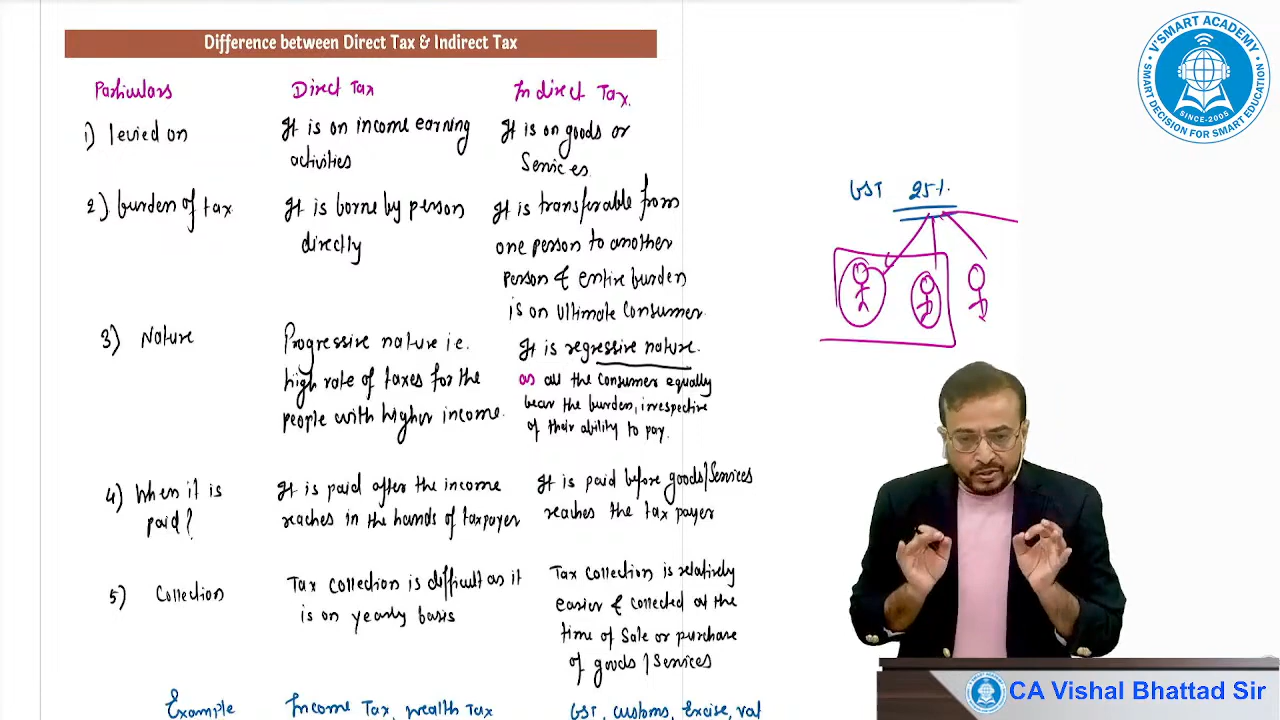 Difference between Direct Tax & Indirect Tax
Particulars
Direct Tax
Indirect Tax.
1) levied on
It is on income earning
activities
It is on goods or
Services.
2) burden of tax
It is borne by person
directly
It is transferable from
one person to another
person & entire burden
is on Ultimate Consumer.
3) Nature
Progressive nature i.e.
high rate of taxes for the
people with higher income.
It is regressive nature.
as all the consumer equally
bear the burden, irrespective
of their ability to pay.
4) When it is
paid?
It is paid after the income
reaches in the hands of taxpayer
It is paid before goods/Services
reaches the tax payer
5) Collection
Tax collection is difficult as it
is on yearly basis
Tax collection is relatively
easier & collected at the
time of Sale or purchase
of goods/Services
Example
Income Tax, wealth Tax
GST, customs, Excise, vat
GST 25%.
V'SMART ACADEMY
SINCE-2005
SMART DECISION FOR SMART EDUCATION
CA Vishal Bhattad Sir